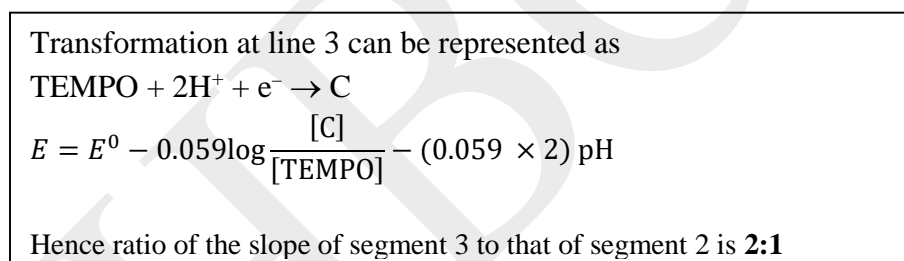 Transformation at line 3 can be represented as
TEMPO + 2H⁺ + e⁻ → C
E = E⁰ − 0.059log [C]/[TEMPO] − (0.059 × 2) pH
Hence ratio of the slope of segment 3 to that of segment 2 is 2:1